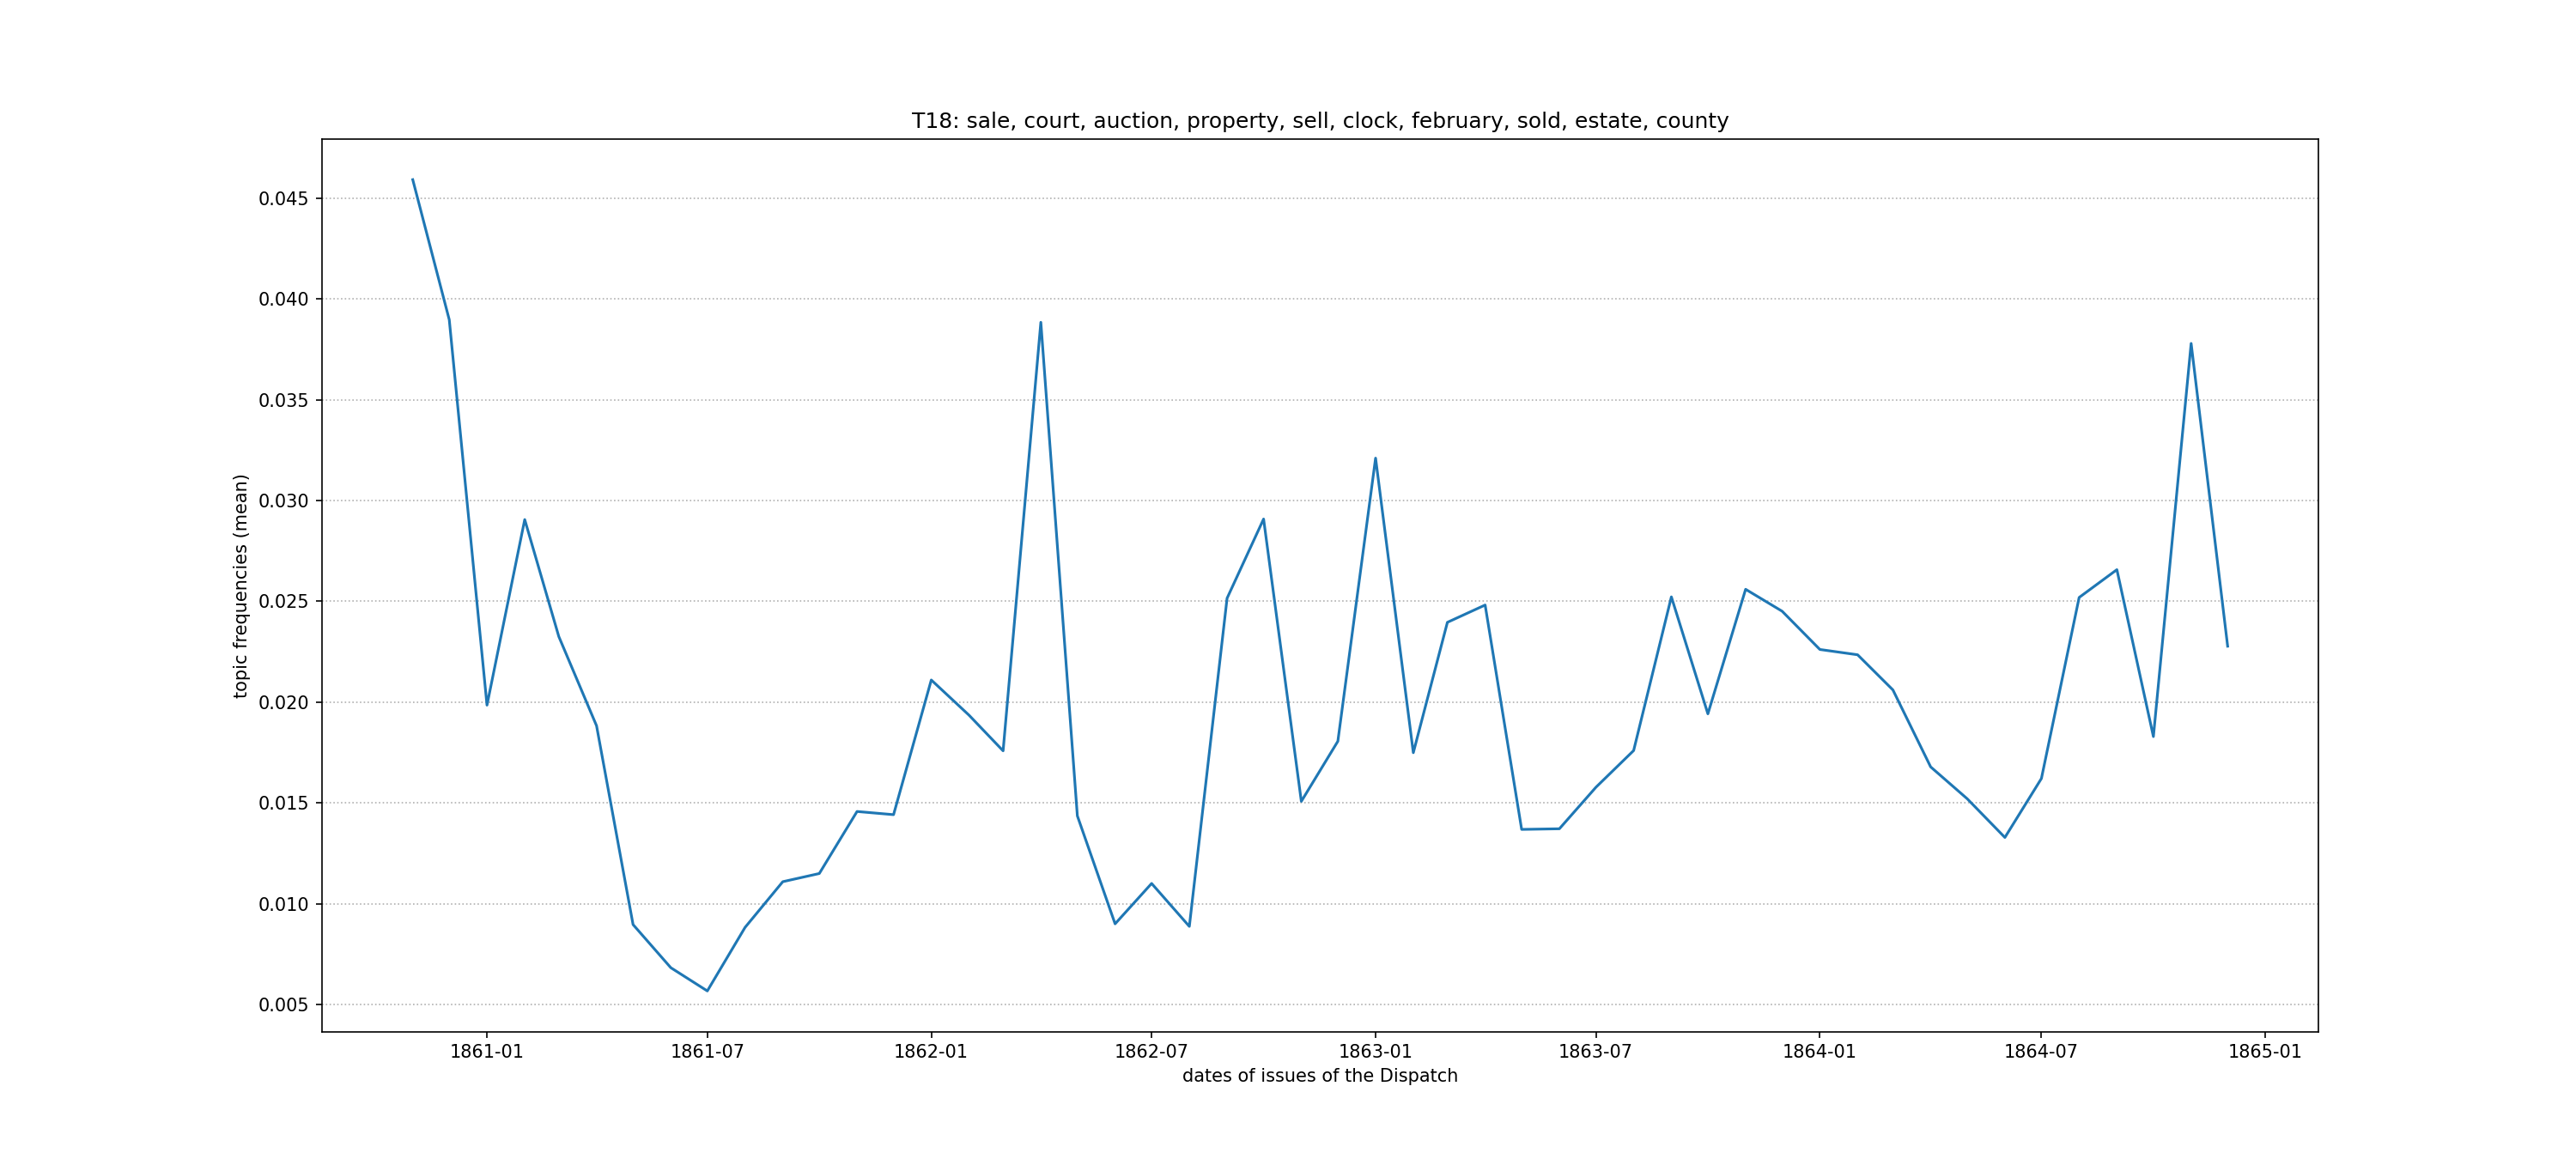 T18: sale, court, auction, property, sell, clock, february, sold, estate, county
topic frequencies (mean)
0.045
0.040
0.035
0.030
0.025
0.020
0.015
0.010
0.005
1861-01 1861-07 1862-01 1862-07 1863-01 1863-07 1864-01 1864-07 1865-01
dates of issues of the Dispatch